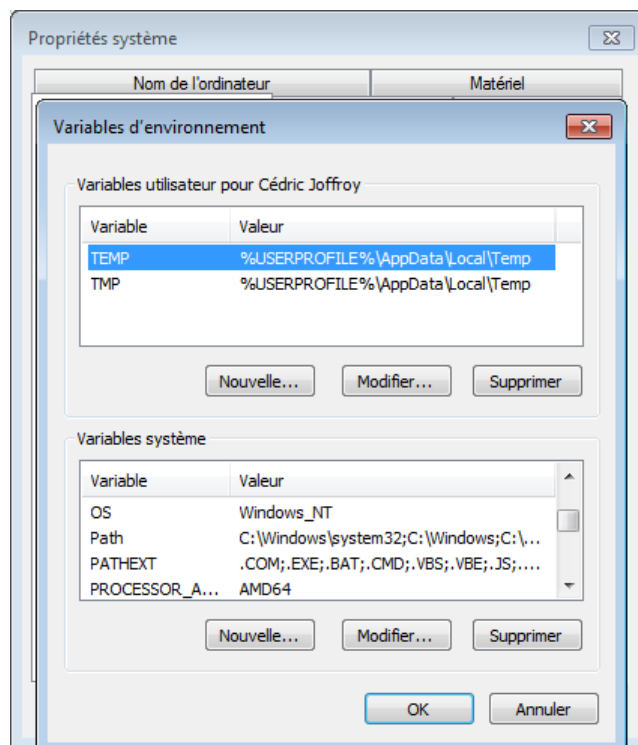 Propriétés système
Nom de l'ordinateur Matériel
Variables d'environnement
Variables utilisateur pour Cédric Joffroy
Variable Valeur
TEMP %USERPROFILE%\AppData\Local\Temp
TMP %USERPROFILE%\AppData\Local\Temp
Nouvelle... Modifier... Supprimer
Variables système
Variable Valeur
OS Windows_NT
Path C:\Windows\system32;C:\Windows;C:\...
PATHEXT .COM;.EXE;.BAT;.CMD;.VBS;.VBE;.JS;....
PROCESSOR_A... AMD64
Nouvelle... Modifier... Supprimer
OK Annuler